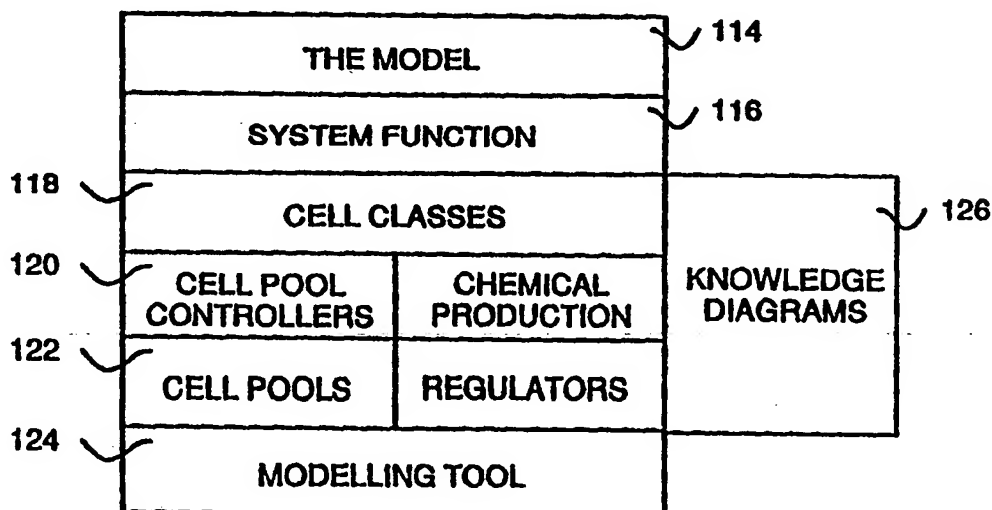 THE MODEL
114
SYSTEM FUNCTION
116
118
CELL CLASSES
126
120
CELL POOL
CONTROLLERS
CHEMICAL
PRODUCTION
KNOWLEDGE
DIAGRAMS
122
CELL POOLS
REGULATORS
124
MODELLING TOOL